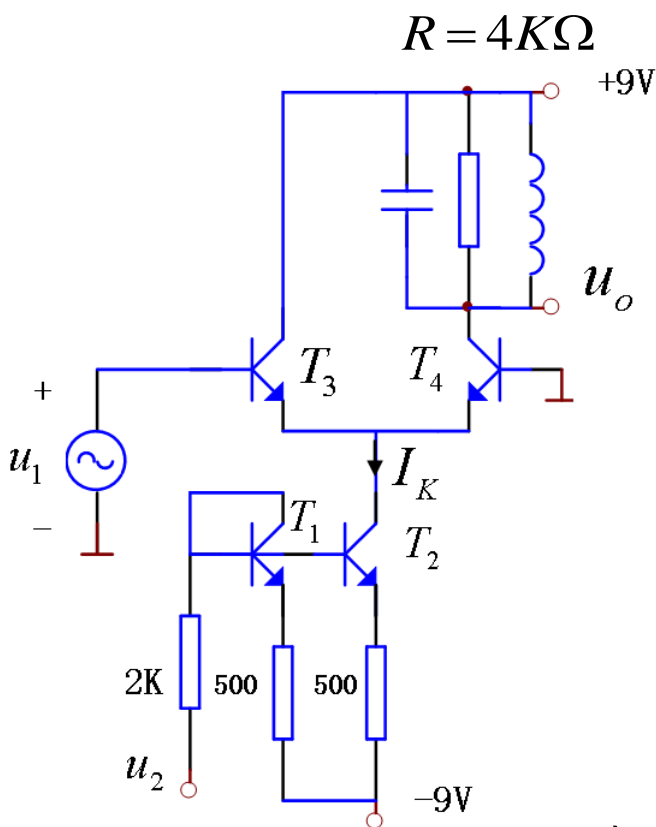 R = 4KΩ
+9V
u_o
T_3
T_4
+
u_1
−
I_K
T_1
T_2
2K
500
500
u_2
−9V